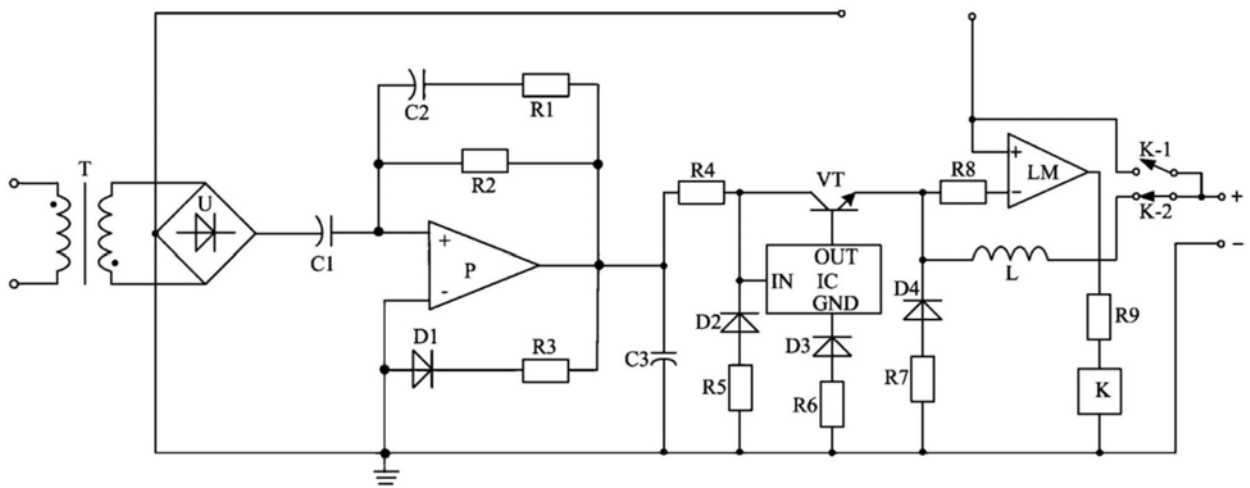 C2
R1
T
R2
U
C1
+
P
-
D1
R3
C3
R4
VT
R8
+
LM
-
K-1
K-2
+
-
OUT
IN
IC
GND
L
D2
D3
D4
R9
R5
R6
R7
K